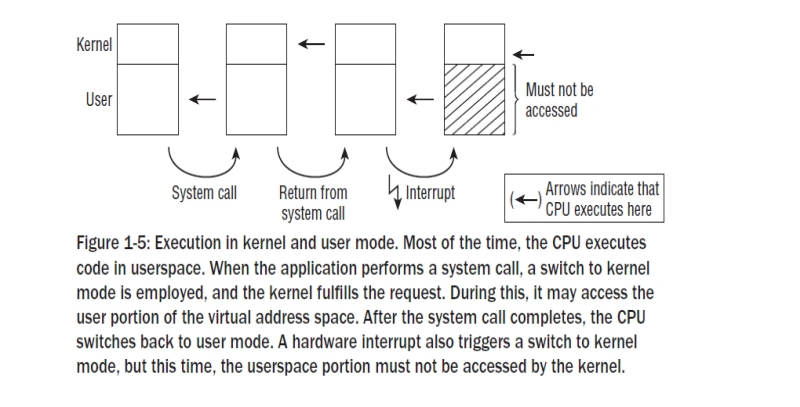 Kernel
User
Must not be
accessed
System call
Return from
system call
Interrupt
Arrows indicate that
CPU executes here
Figure 1-5: Execution in kernel and user mode. Most of the time, the CPU executes
code in userspace. When the application performs a system call, a switch to kernel
mode is employed, and the kernel fulfills the request. During this, it may access the
user portion of the virtual address space. After the system call completes, the CPU
switches back to user mode. A hardware interrupt also triggers a switch to kernel
mode, but this time, the userspace portion must not be accessed by the kernel.